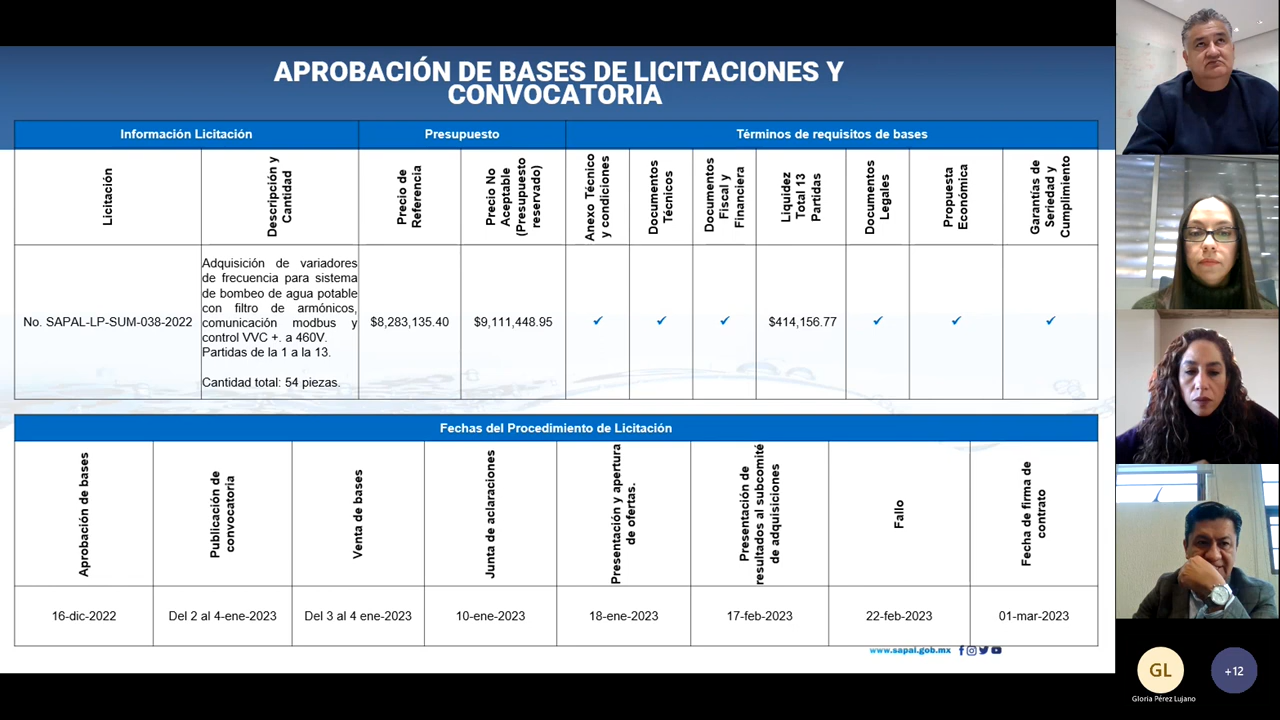 APROBACIÓN DE BASES DE LICITACIONES Y
CONVOCATORIA
Información Licitación
Presupuesto
Términos de requisitos de bases
Licitación
Descripción y
Cantidad
Precio de
Referencia
Precio No
Aceptable
(Presupuesto
reservado)
Anexo Técnico
y condiciones
Documentos
Técnicos
Documentos
Fiscal y
Financiera
Liquidez
Total 13
Partidas
Documentos
Legales
Propuesta
Económica
Garantías de
Seriedad y
Cumplimiento
No. SAPAL-LP-SUM-038-2022
Adquisición de variadores
de frecuencia para sistema
de bombeo de agua potable
con filtro de armónicos,
comunicación modbus y
control VVC +. a 460V.
Partidas de la 1 a la 13.
Cantidad total: 54 piezas.
$8,283,135.40
$9,111,448.95
✓
✓
✓
$414,156.77
✓
✓
✓
Fechas del Procedimiento de Licitación
Aprobación de bases
Publicación de
convocatoria
Venta de bases
Junta de aclaraciones
Presentación y apertura
de ofertas.
Presentación de
resultados al subcomité
de adquisiciones
Fallo
Fecha de firma de
contrato
16-dic-2022
Del 2 al 4-ene-2023
Del 3 al 4 ene-2023
10-ene-2023
18-ene-2023
17-feb-2023
22-feb-2023
01-mar-2023
www.sapal.gob.mx
GL
+12
Gloria Pérez Lujano